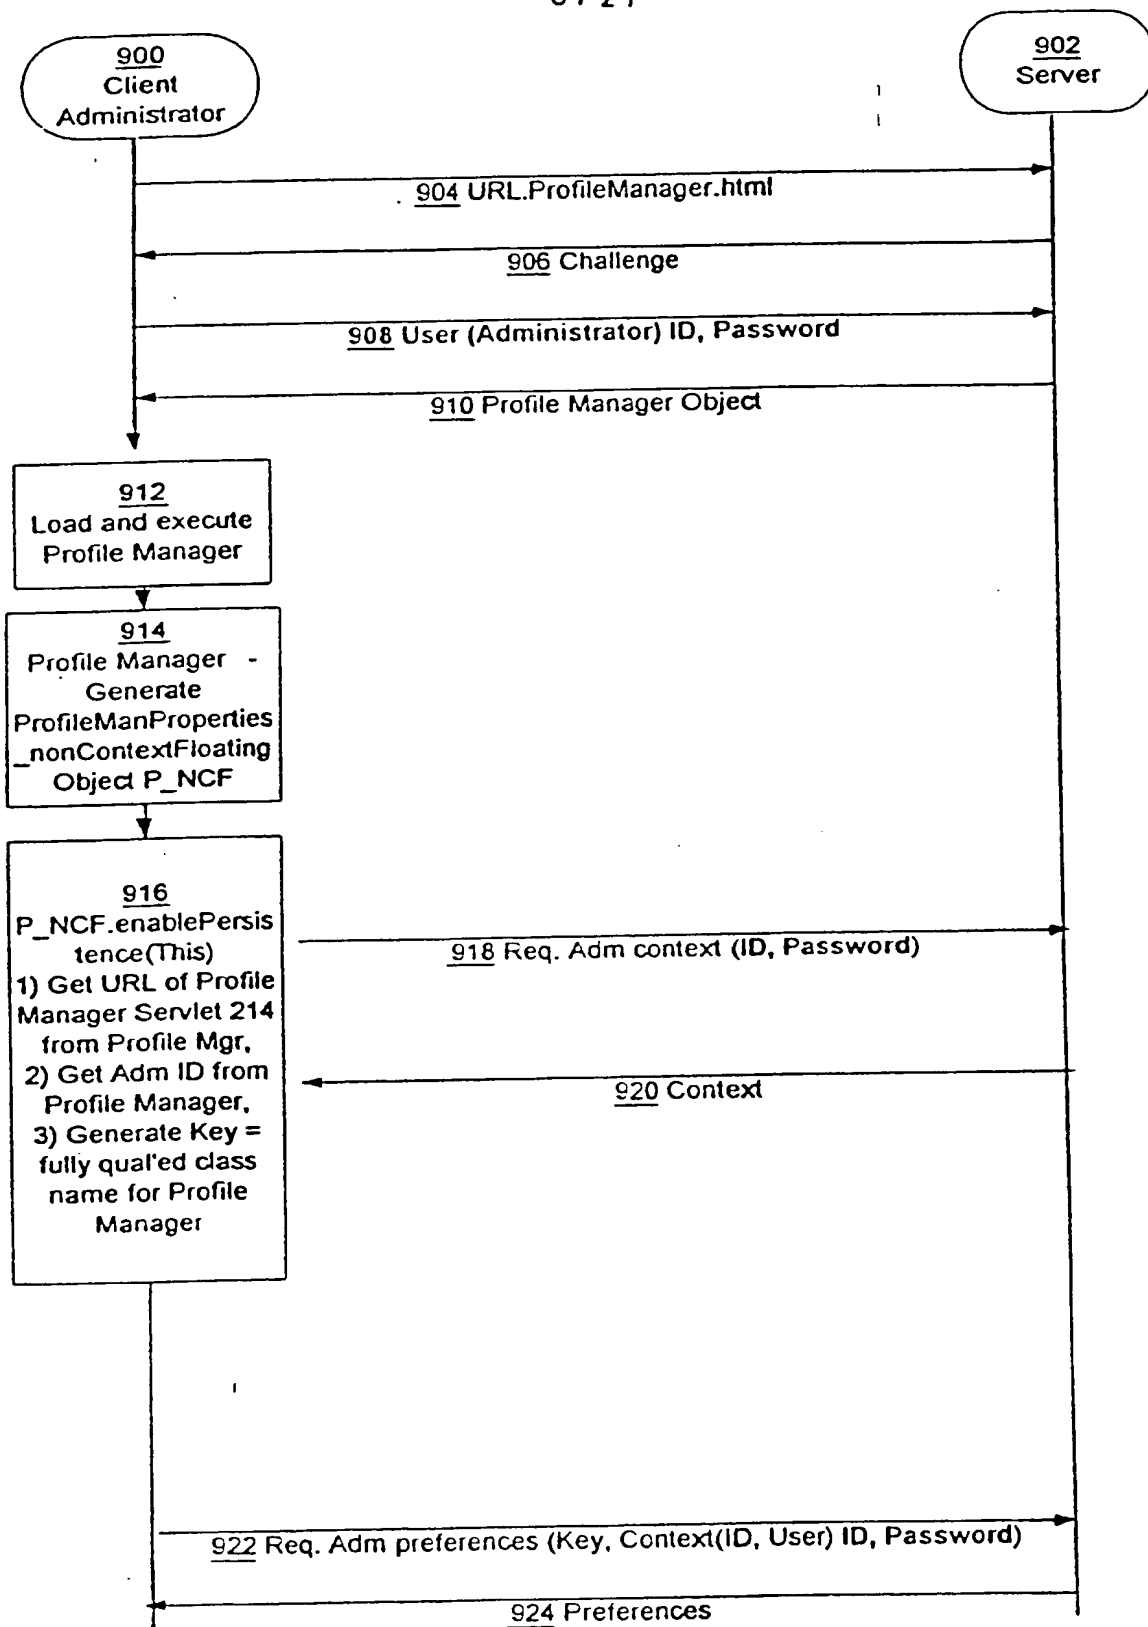 900
Client
Administrator
902
Server
904 URL.ProfileManager.html
906 Challenge
908 User (Administrator) ID, Password
910 Profile Manager Object
912
Load and execute
Profile Manager
914
Profile Manager -
Generate
ProfileManProperties
_nonContextFloating
Object P_NCF
916
P_NCF.enablePersis
tence(This)
1) Get URL of Profile
Manager Servlet 214
from Profile Mgr,
2) Get Adm ID from
Profile Manager,
3) Generate Key =
fully qual'ed class
name for Profile
Manager
918 Req. Adm context (ID, Password)
920 Context
922 Req. Adm preferences (Key, Context(ID, User) ID, Password)
924 Preferences